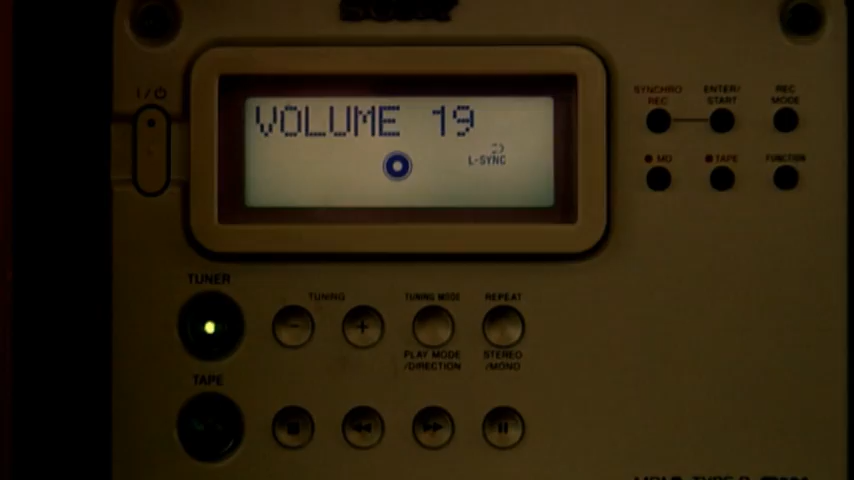 SONY
I / ⏻
VOLUME 19
L-SYNC
SYNCHRO REC
ENTER/ START
REC MODE
MD
TAPE
FUNCTION
TUNER
TUNING
TUNING MODE
REPEAT
− +
PLAY MODE /DIRECTION
STEREO /MONO
TAPE